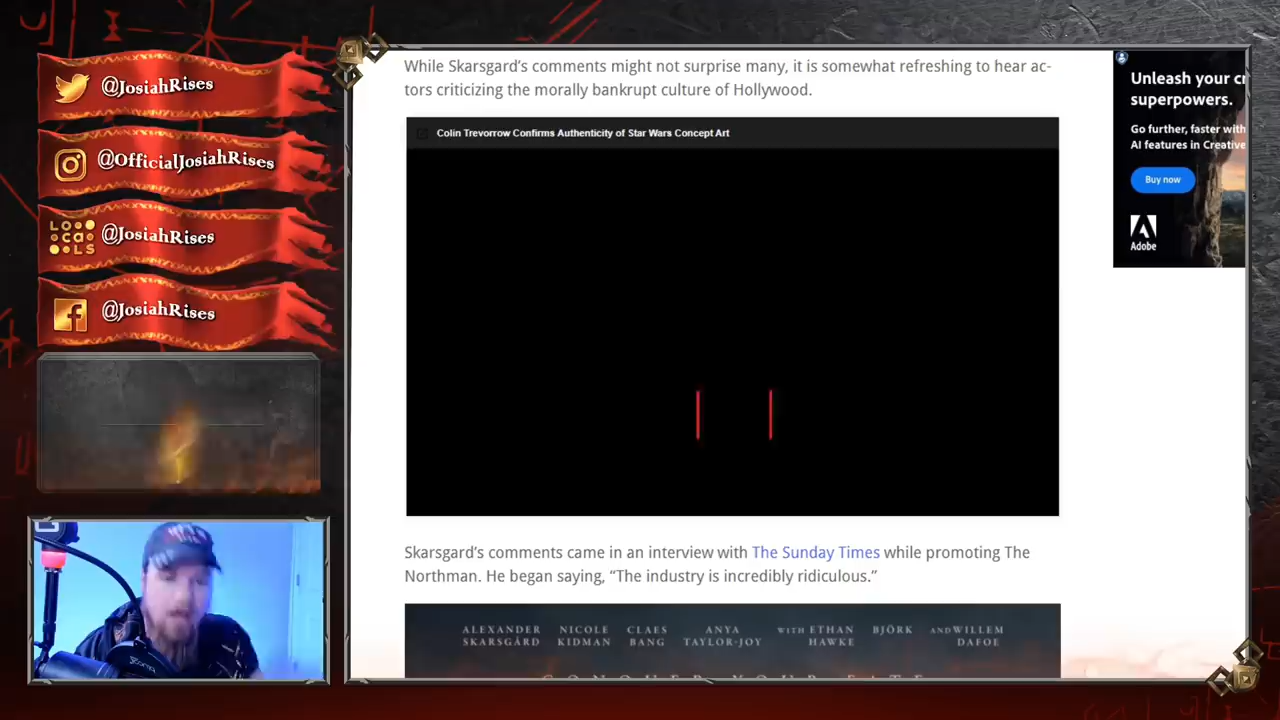 @JosiahRises
@OfficialJosiahRises
LO
ca
LS
@JosiahRises
@JosiahRises
While Skarsgard's comments might not surprise many, it is somewhat refreshing to hear ac-
tors criticizing the morally bankrupt culture of Hollywood.
Colin Trevorrow Confirms Authenticity of Star Wars Concept Art
Skarsgard's comments came in an interview with The Sunday Times while promoting The
Northman. He began saying, “The industry is incredibly ridiculous.”
ALEXANDER SKARSGÅRD
NICOLE KIDMAN
CLAES BANG
ANYA TAYLOR-JOY
WITH ETHAN HAWKE
BJÖRK
AND WILLEM DAFOE
Unleash your cr
superpowers.
Go further, faster with
AI features in Creative
Buy now
Adobe